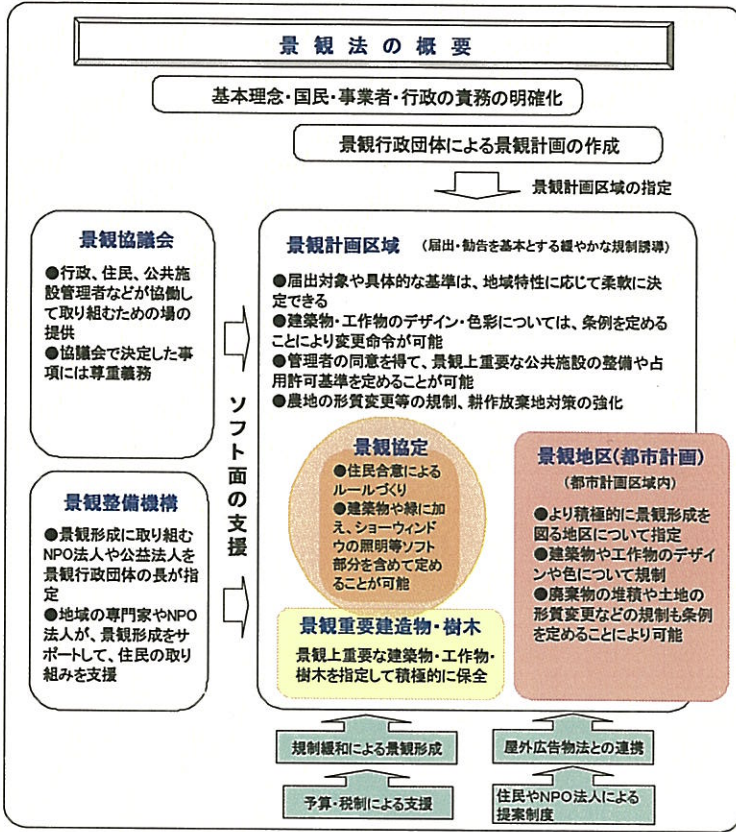 景観法の概要
基本理念・国民・事業者・行政の責務の明確化
景観行政団体による景観計画の作成
景観計画区域の指定
景観協議会
●行政、住民、公共施
設管理者などが協働し
て取り組むための場の
提供
●協議会で決定した事
項には尊重義務
景観整備機構
●景観形成に取り組む
NPO法人や公益法人を
景観行政団体の長が指
定
●地域の専門家やNPO
法人が、景観形成をサ
ポートして、住民の取り
組みを支援
ソフト面の支援
景観計画区域 (届出・勧告を基本とする緩やかな規制誘導)
●届出対象や具体的な基準は、地域特性に応じて柔軟に決
定できる
●建築物・工作物のデザイン・色彩については、条例を定める
ことにより変更命令が可能
●管理者の同意を得て、景観上重要な公共施設の整備や占
用許可基準を定めることが可能
●農地の形質変更等の規制、耕作放棄地対策の強化
景観協定
●住民合意による
ルールづくり
●建築物や緑に加
え、ショーウィンド
ウの照明等ソフト
部分を含めて定め
ることが可能
景観重要建造物・樹木
景観上重要な建築物・工作物・
樹木を指定して積極的に保全
景観地区(都市計画)
(都市計画区域内)
●より積極的に景観形成を
図る地区について指定
●建築物や工作物のデザイ
ンや色について規制
●廃棄物の堆積や土地の
形質変更などの規制も条例
を定めることにより可能
規制緩和による景観形成
予算・税制による支援
屋外広告物法との連携
住民やNPO法人による
提案制度